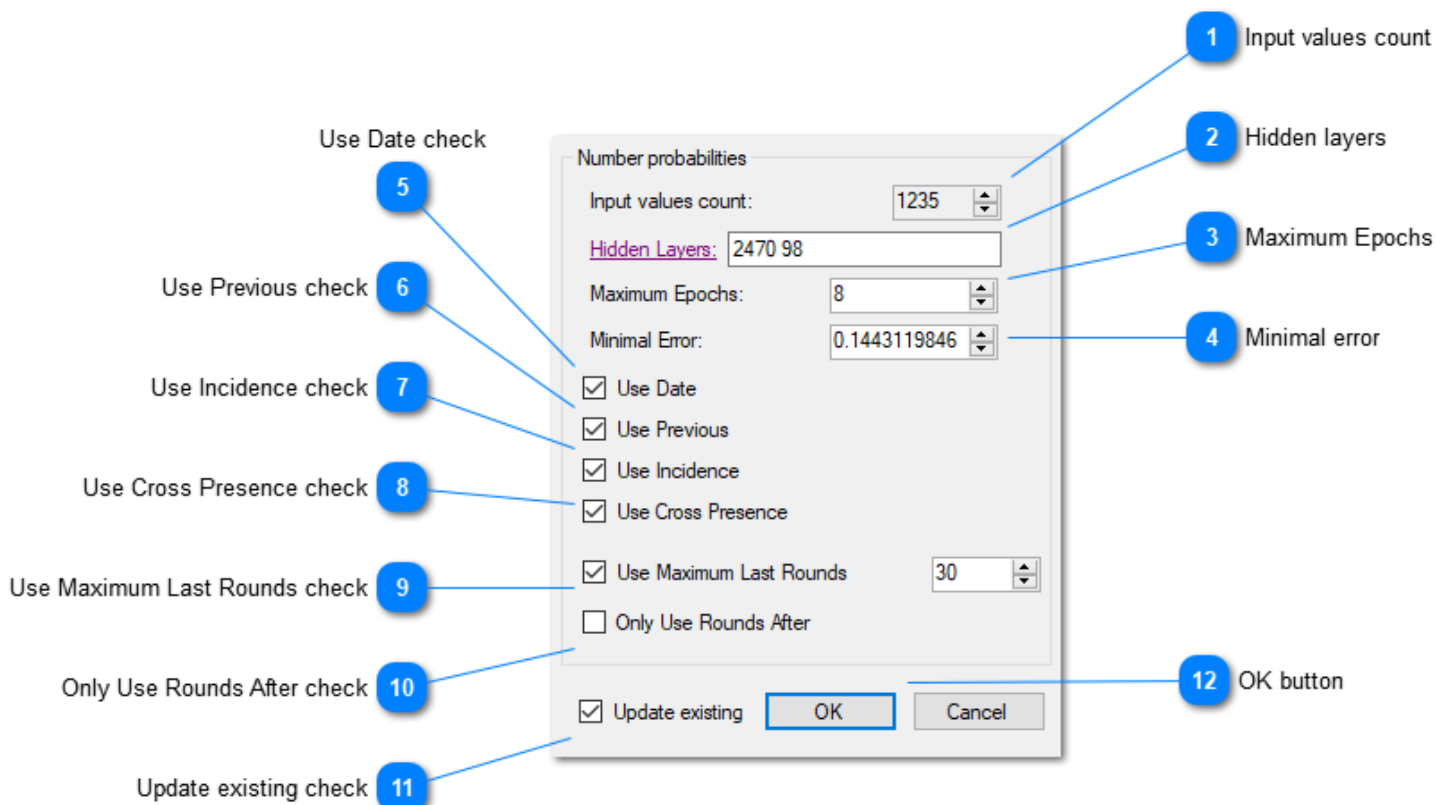 1 Input values count
2 Hidden layers
Use Date check
5
Number probabilities
Input values count: 1235
Hidden Layers: 2470 98
3 Maximum Epochs
Use Previous check 6
Maximum Epochs: 8
Minimal Error: 0.1443119846
4 Minimal error
Use Incidence check 7
Use Date
Use Previous
Use Incidence
Use Cross Presence check 8
Use Cross Presence
Use Maximum Last Rounds check 9
Use Maximum Last Rounds 30
Only Use Rounds After
Only Use Rounds After check 10
12 OK button
Update existing OK Cancel
Update existing check 11